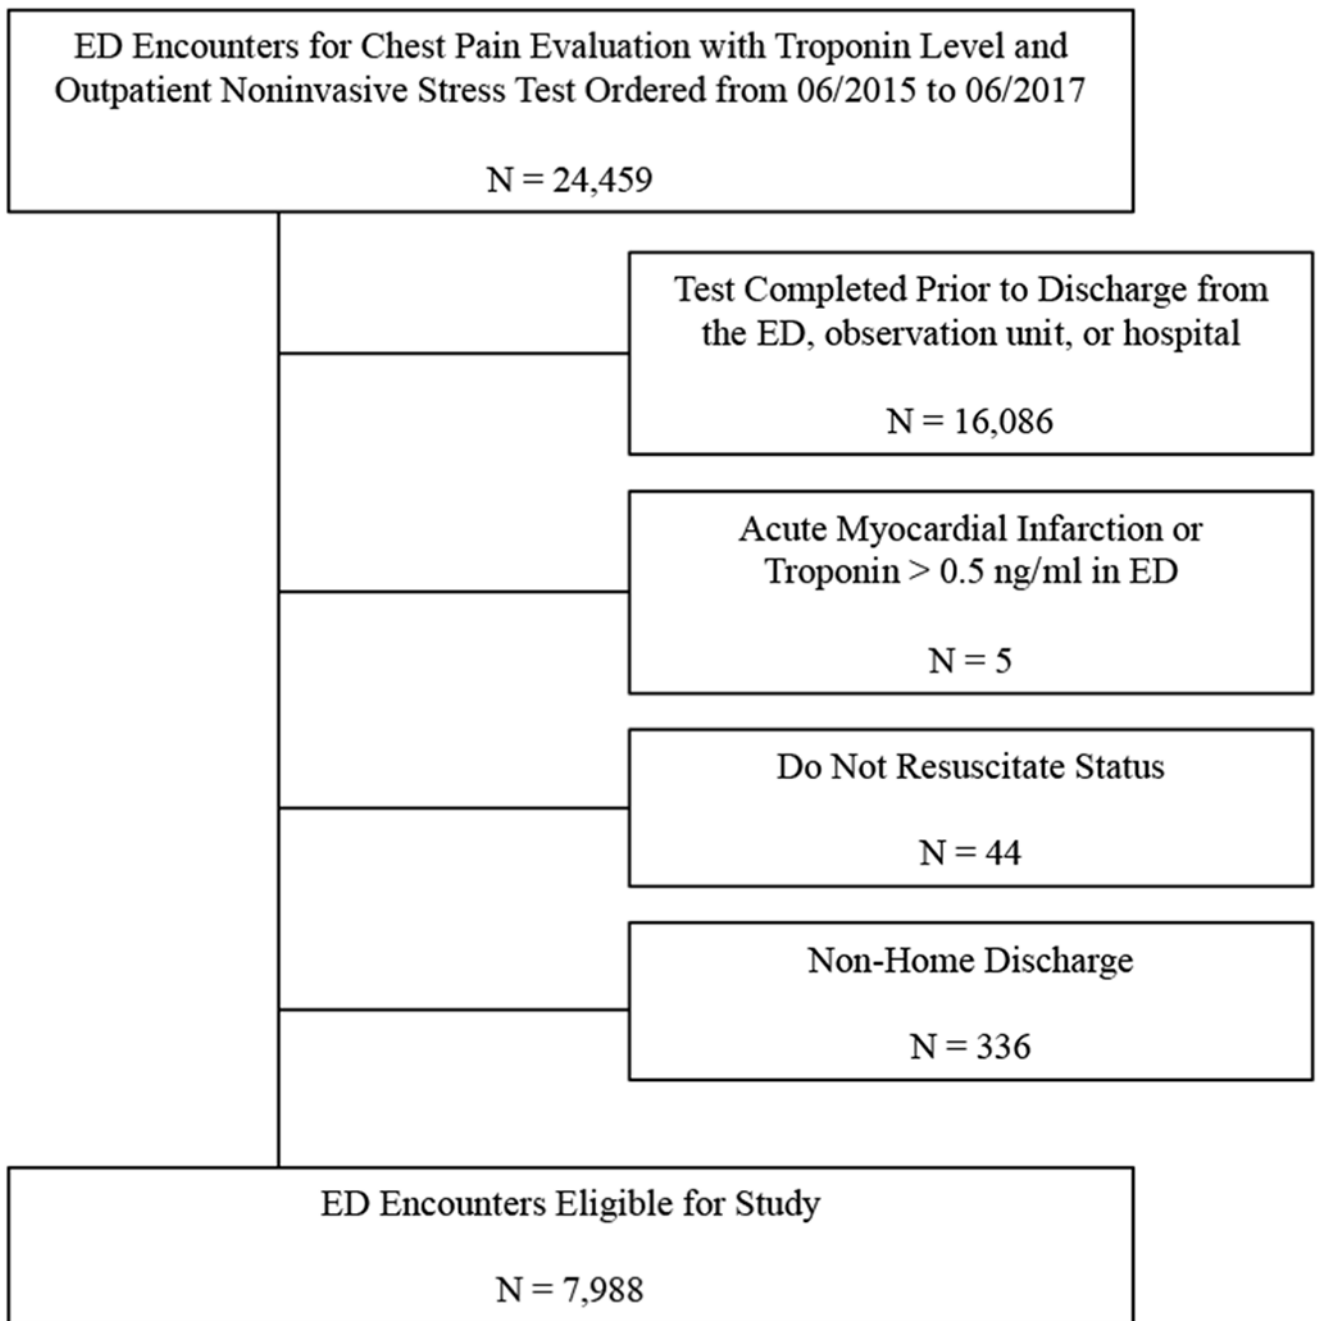 ED Encounters for Chest Pain Evaluation with Troponin Level and
Outpatient Noninvasive Stress Test Ordered from 06/2015 to 06/2017
N = 24,459
Test Completed Prior to Discharge from
the ED, observation unit, or hospital
N = 16,086
Acute Myocardial Infarction or
Troponin > 0.5 ng/ml in ED
N = 5
Do Not Resuscitate Status
N = 44
Non-Home Discharge
N = 336
ED Encounters Eligible for Study
N = 7,988